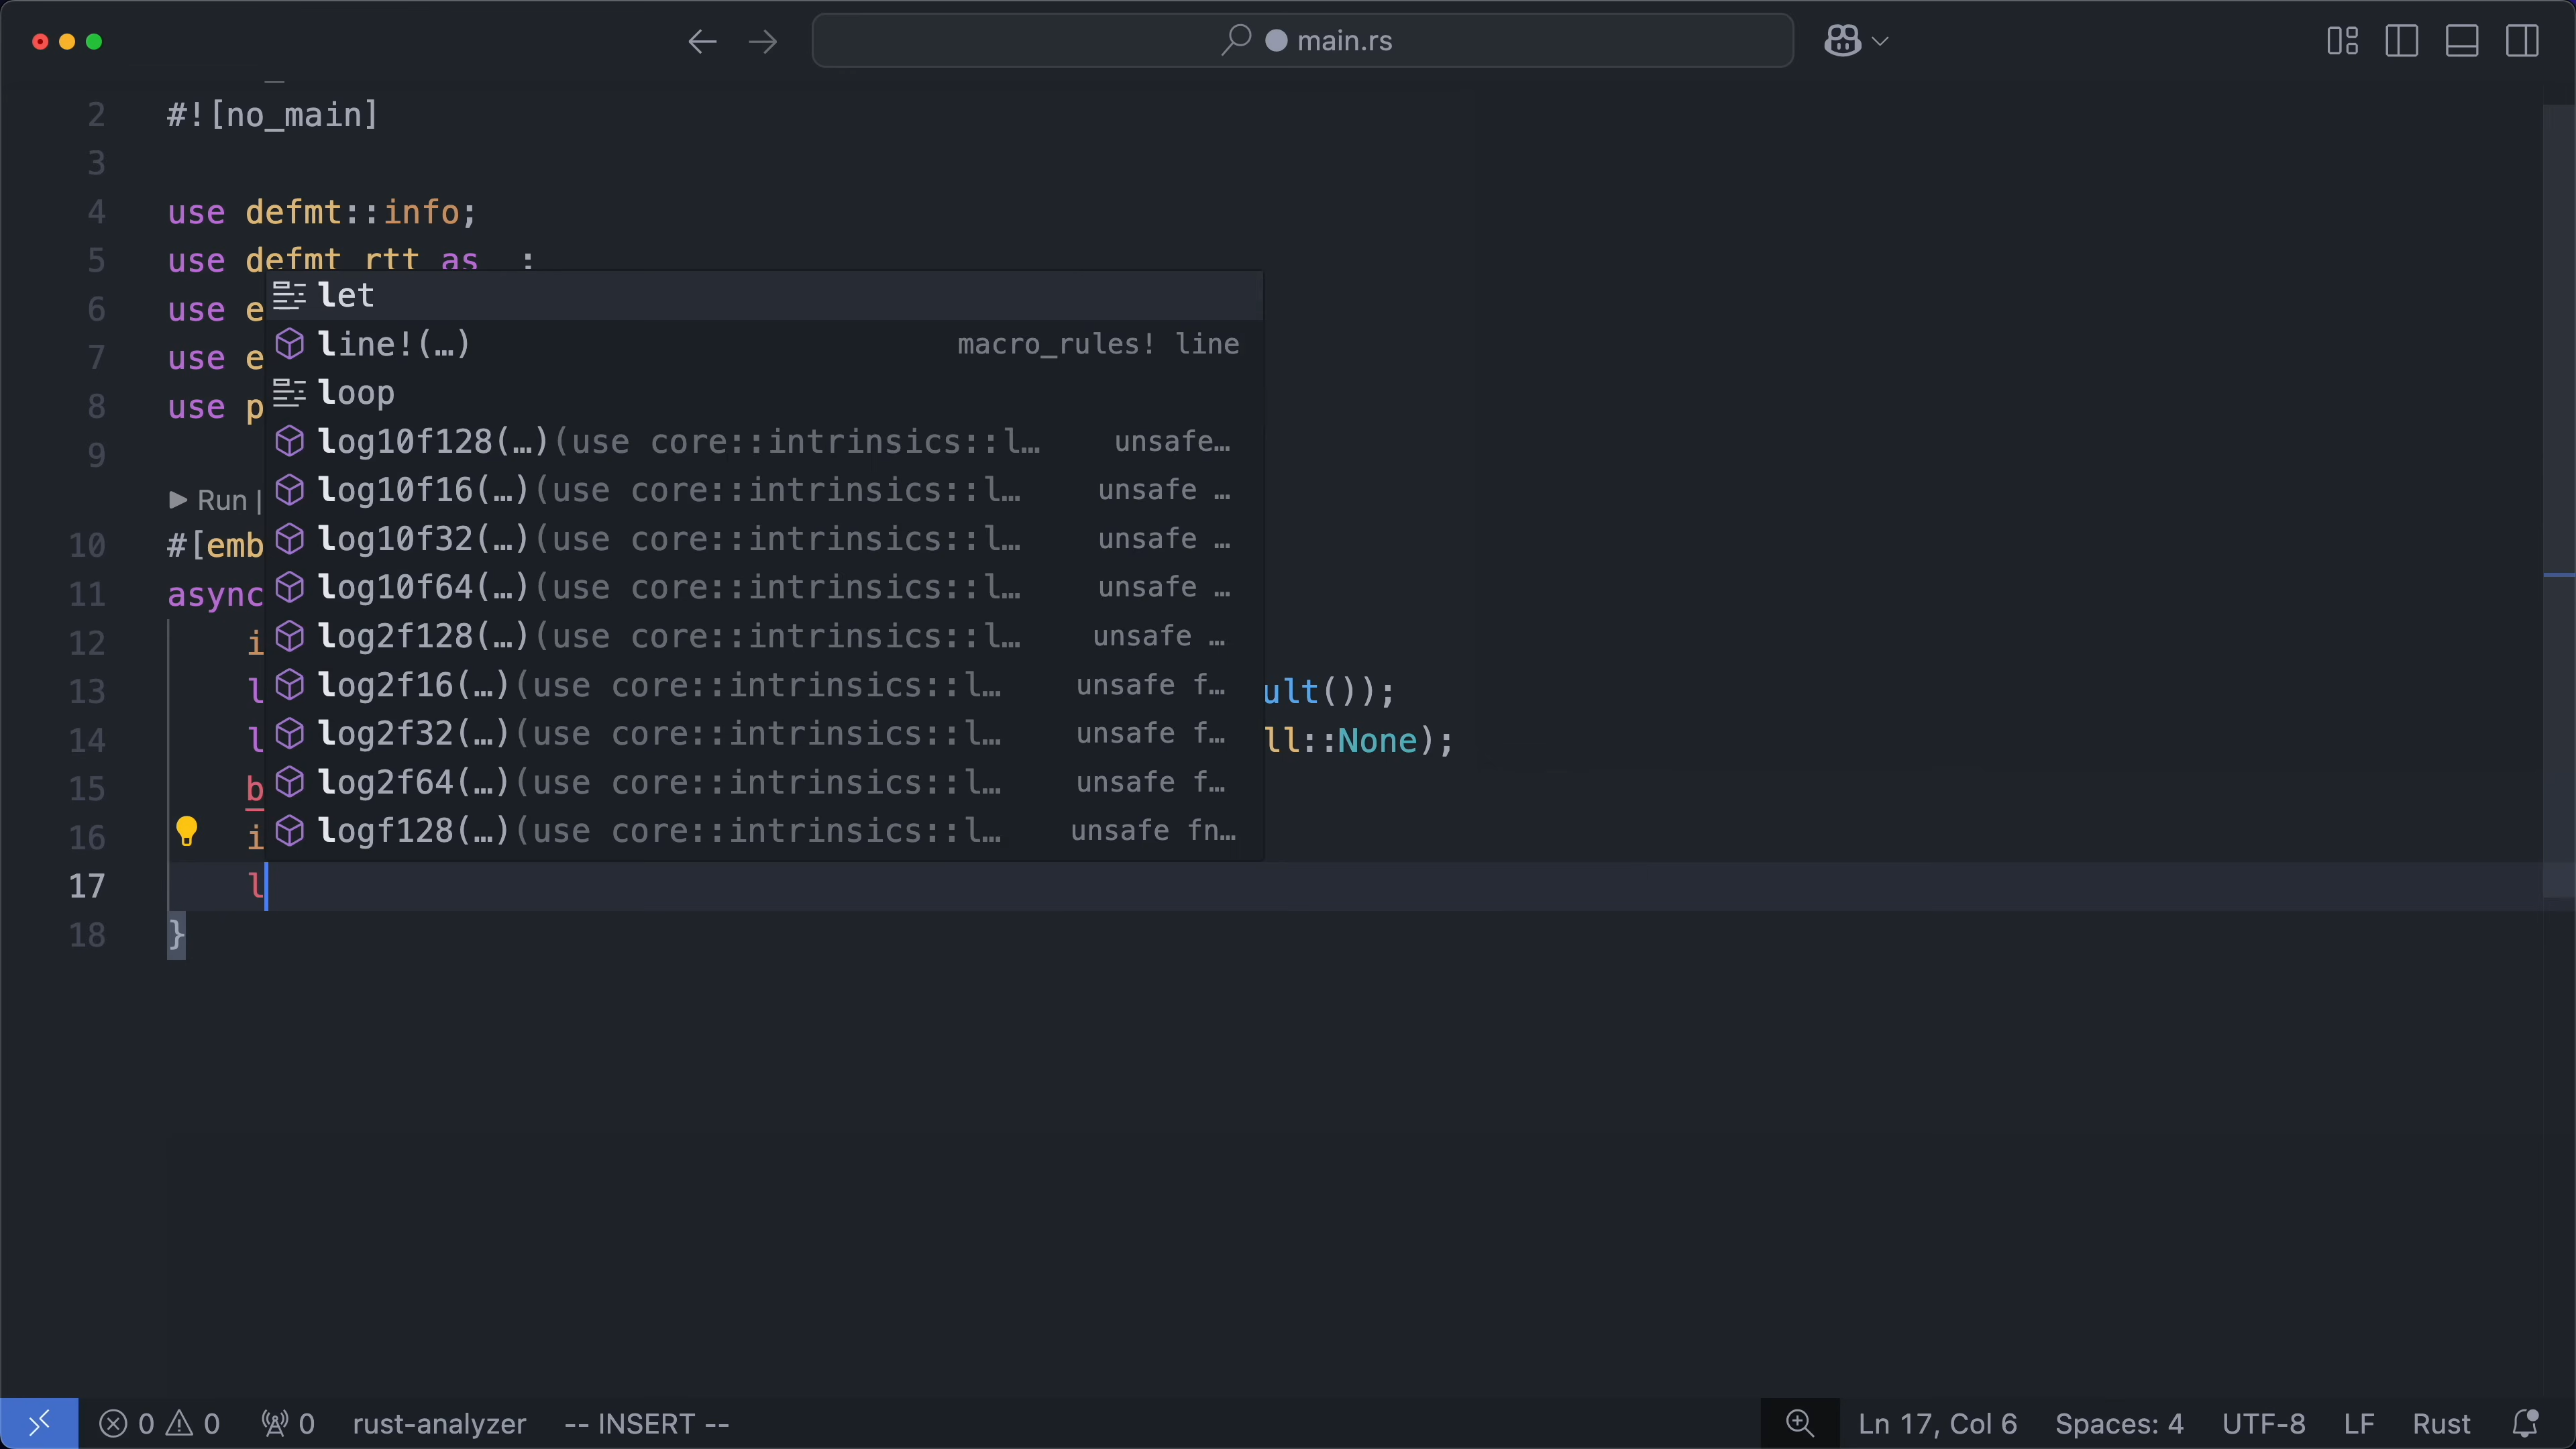 main.rs
2 #![no_main]
3
4 use defmt::info;
5 use defmt_rtt as _;
6 use e
7 use e
8 use p
9
▶ Run |
10 #[emb
11 async
12 i
13 l ult());
14 l ll::None);
15 b
16 i
17 l
18 }
let
line!(…) macro_rules! line
loop
log10f128(…)(use core::intrinsics::l… unsafe…
log10f16(…)(use core::intrinsics::l… unsafe …
log10f32(…)(use core::intrinsics::l… unsafe …
log10f64(…)(use core::intrinsics::l… unsafe …
log2f128(…)(use core::intrinsics::l… unsafe …
log2f16(…)(use core::intrinsics::l… unsafe f…
log2f32(…)(use core::intrinsics::l… unsafe f…
log2f64(…)(use core::intrinsics::l… unsafe f…
logf128(…)(use core::intrinsics::l… unsafe fn…
0 0 0 rust-analyzer -- INSERT -- Ln 17, Col 6 Spaces: 4 UTF-8 LF Rust